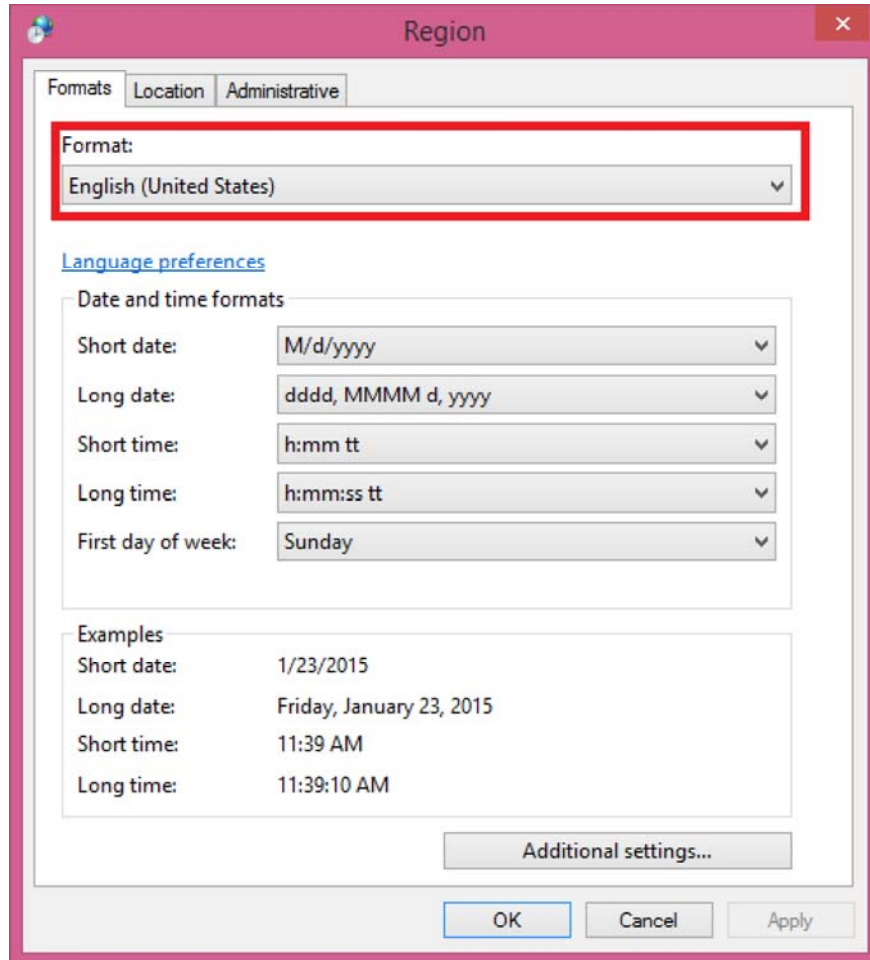 Region
Formats Location Administrative
Format:
English (United States)
Language preferences
Date and time formats
Short date: M/d/yyyy
Long date: dddd, MMMM d, yyyy
Short time: h:mm tt
Long time: h:mm:ss tt
First day of week: Sunday
Examples
Short date: 1/23/2015
Long date: Friday, January 23, 2015
Short time: 11:39 AM
Long time: 11:39:10 AM
Additional settings...
OK Cancel Apply